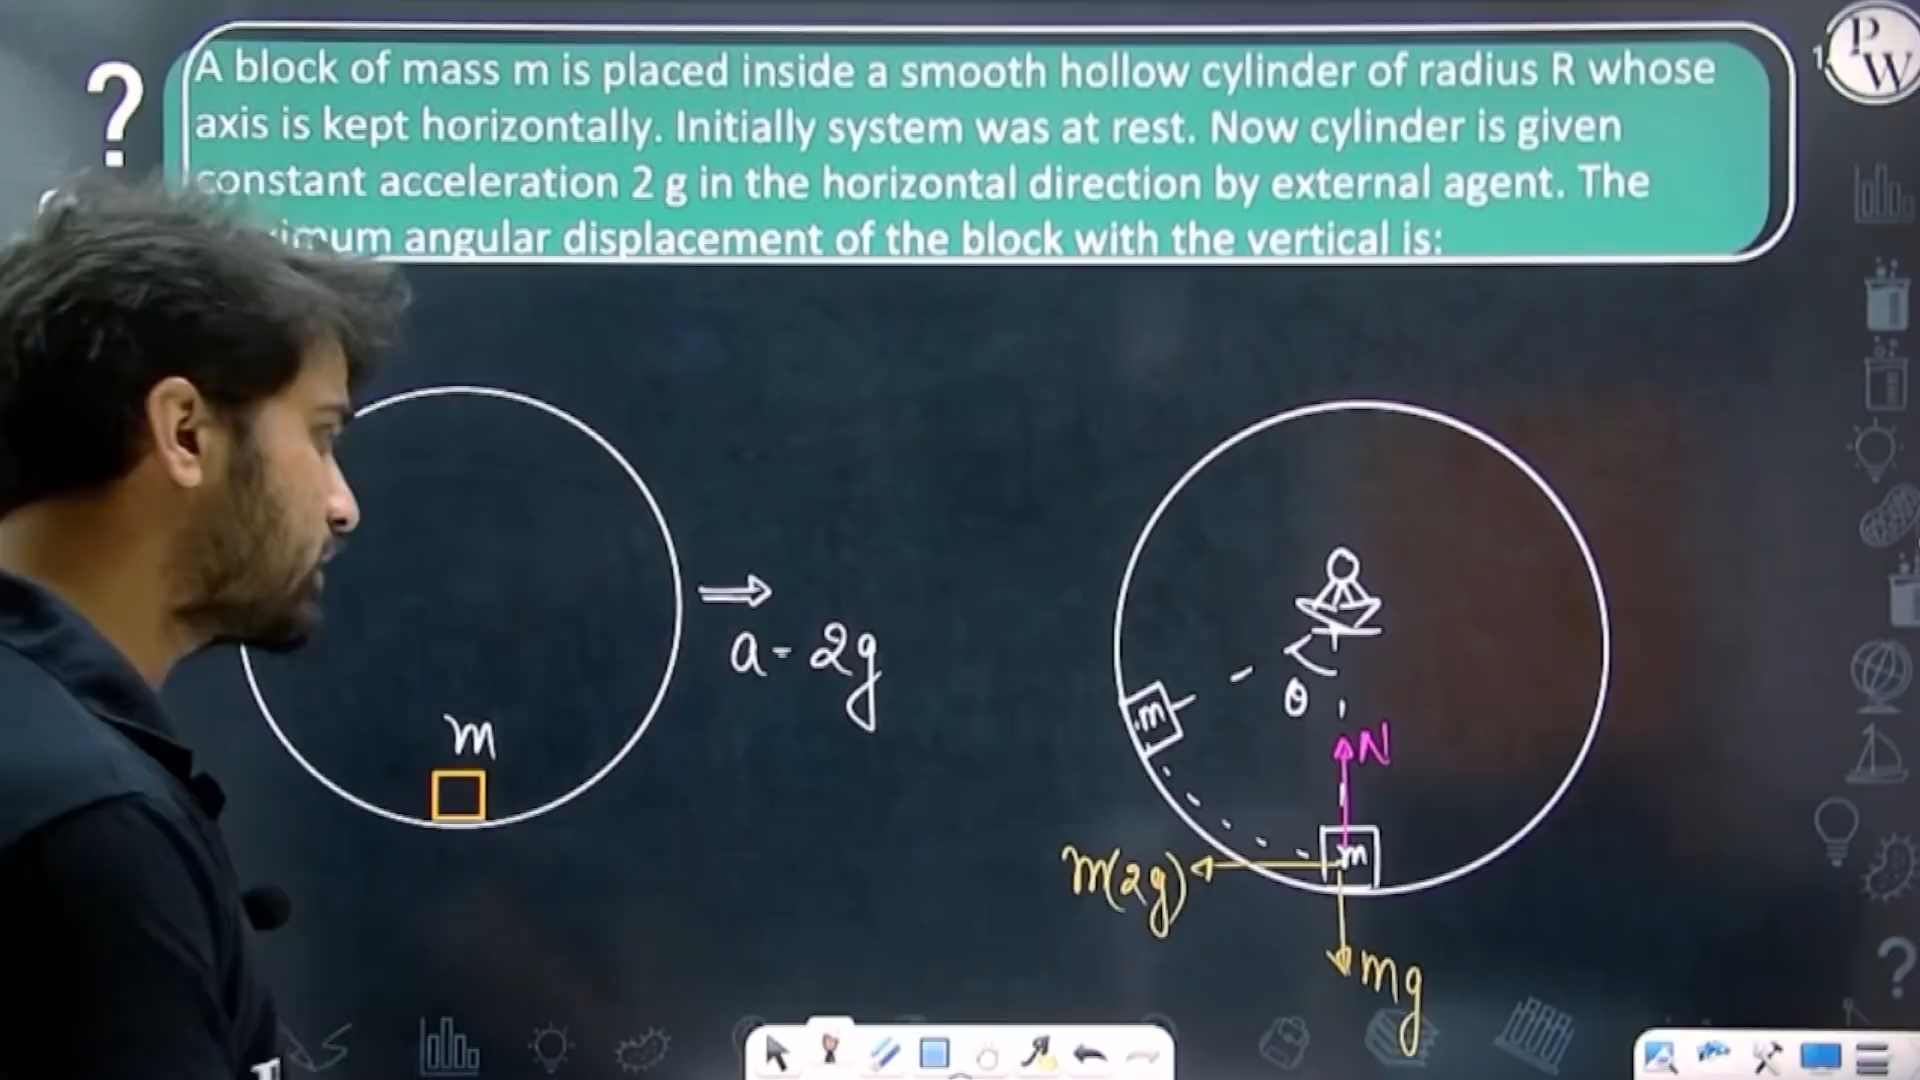 A block of mass m is placed inside a smooth hollow cylinder of radius R whose
axis is kept horizontally. Initially system was at rest. Now cylinder is given
constant acceleration 2 g in the horizontal direction by external agent. The
angular displacement of the block with the vertical is:
?
P
W
a = 2g
m
θ
m
N
m
m(2g)
mg